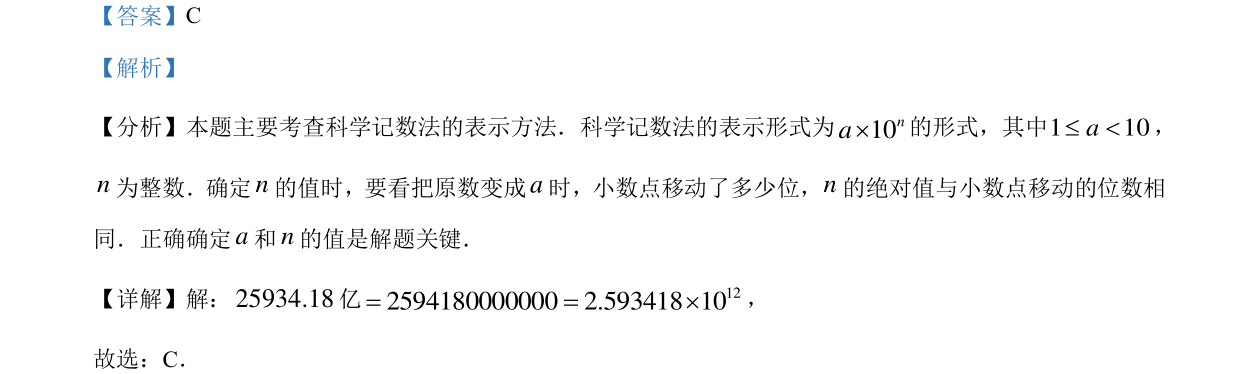 【答案】C
【解析】
【分析】本题主要考查科学记数法的表示方法．科学记数法的表示形式为a×10ⁿ的形式，其中1≤a<10，
n为整数．确定n的值时，要看把原数变成a时，小数点移动了多少位，n的绝对值与小数点移动的位数相
同．正确确定a和n的值是解题关键．
【详解】解：25934.18亿=2594180000000=2.593418×10¹²，
故选：C．